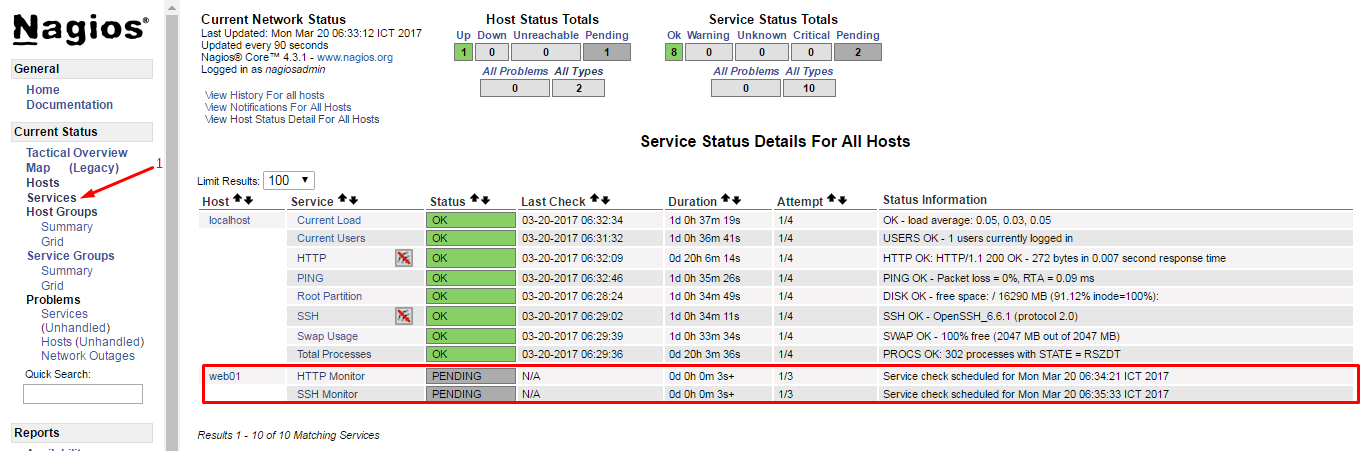 Nagios®
General
Home
Documentation
Current Status
Tactical Overview
Map (Legacy)
1
Hosts
Services
Host Groups
Summary
Grid
Service Groups
Summary
Grid
Problems
Services
(Unhandled)
Hosts (Unhandled)
Network Outages
Quick Search:
Reports
Current Network Status
Last Updated: Mon Mar 20 06:33:12 ICT 2017
Updated every 90 seconds
Nagios® Core™ 4.3.1 - www.nagios.org
Logged in as nagiosadmin
View History For all hosts
View Notifications For All Hosts
View Host Status Detail For All Hosts
Host Status Totals
Up Down Unreachable Pending
1 0 0 1
All Problems All Types
0 2
Service Status Totals
Ok Warning Unknown Critical Pending
8 0 0 0 2
All Problems All Types
0 10
Service Status Details For All Hosts
Limit Results: 100
Host Service Status Last Check Duration Attempt Status Information
localhost Current Load OK 03-20-2017 06:32:34 1d 0h 37m 19s 1/4 OK - load average: 0.05, 0.03, 0.05
Current Users OK 03-20-2017 06:31:32 1d 0h 36m 41s 1/4 USERS OK - 1 users currently logged in
HTTP OK 03-20-2017 06:32:09 0d 20h 6m 14s 1/4 HTTP OK: HTTP/1.1 200 OK - 272 bytes in 0.007 second response time
PING OK 03-20-2017 06:32:46 1d 0h 35m 26s 1/4 PING OK - Packet loss = 0%, RTA = 0.09 ms
Root Partition OK 03-20-2017 06:28:24 1d 0h 34m 49s 1/4 DISK OK - free space: / 16290 MB (91.12% inode=100%):
SSH OK 03-20-2017 06:29:02 1d 0h 34m 11s 1/4 SSH OK - OpenSSH_6.6.1 (protocol 2.0)
Swap Usage OK 03-20-2017 06:29:39 1d 0h 33m 34s 1/4 SWAP OK - 100% free (2047 MB out of 2047 MB)
Total Processes OK 03-20-2017 06:29:36 0d 20h 3m 36s 1/4 PROCS OK: 302 processes with STATE = RSZDT
web01 HTTP Monitor PENDING N/A 0d 0h 0m 3s+ 1/3 Service check scheduled for Mon Mar 20 06:34:21 ICT 2017
SSH Monitor PENDING N/A 0d 0h 0m 3s+ 1/3 Service check scheduled for Mon Mar 20 06:35:33 ICT 2017
Results 1 - 10 of 10 Matching Services